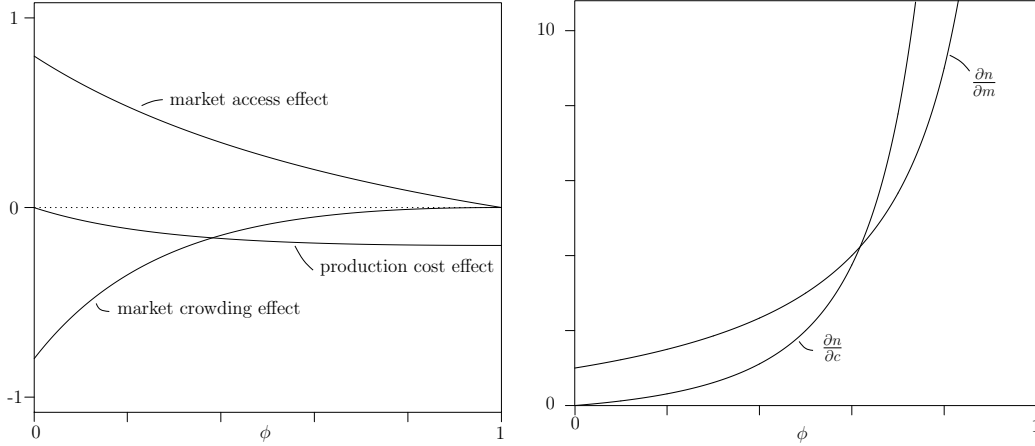 1
market access effect
0
production cost effect
market crowding effect
-1
0
ϕ
1
10
∂n
∂m
∂n
∂c
0
0
ϕ